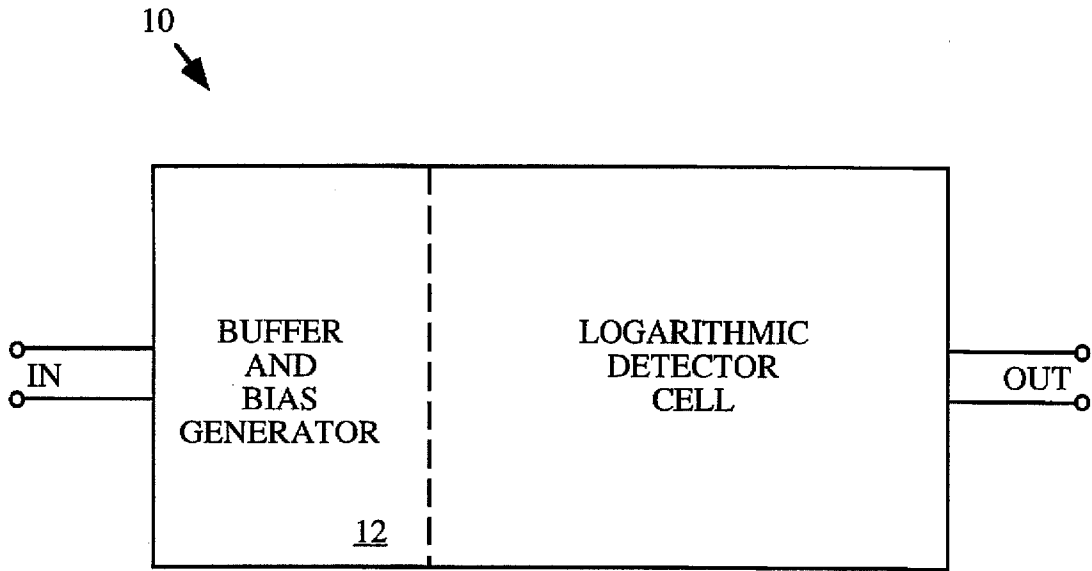 10
BUFFER
AND
BIAS
GENERATOR
12
LOGARITHMIC
DETECTOR
CELL
IN
OUT